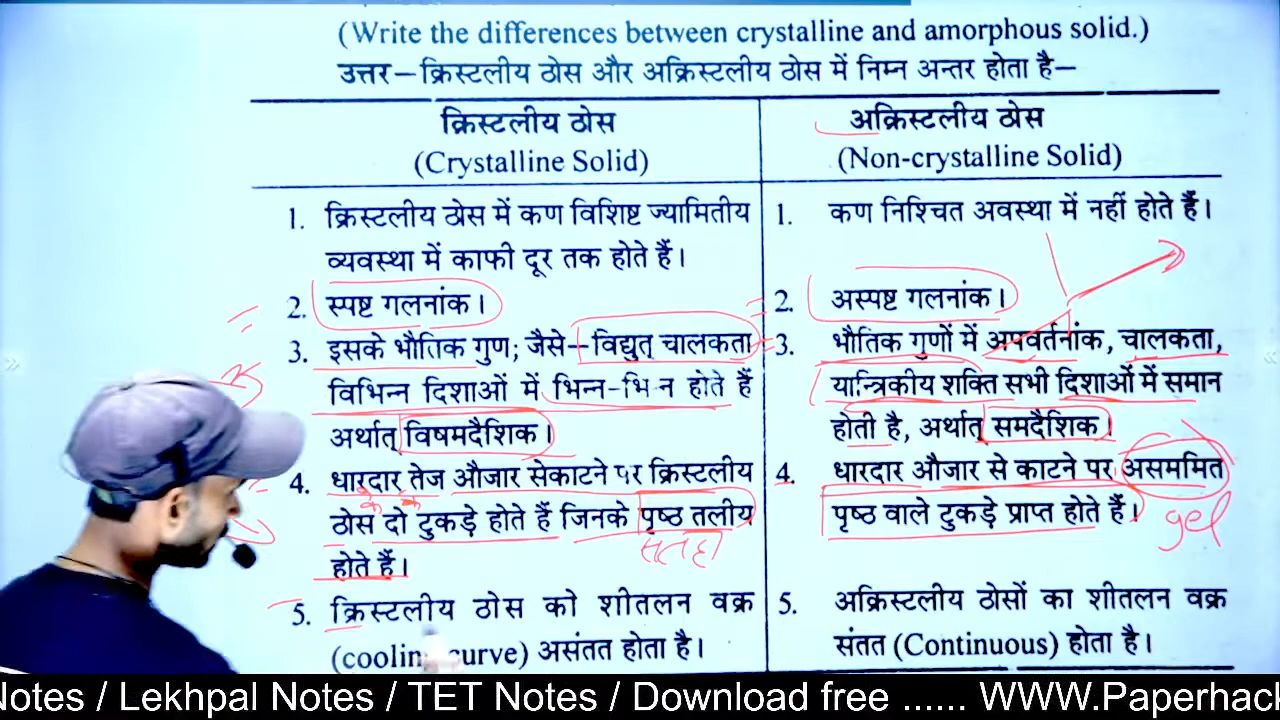 (Write the differences between crystalline and amorphous solid.)
उत्तर–क्रिस्टलीय ठोस और अक्रिस्टलीय ठोस में निम्न अन्तर होता है–
क्रिस्टलीय ठोस
(Crystalline Solid)
1. क्रिस्टलीय ठोस में कण विशिष्ट ज्यामितीय
व्यवस्था में काफी दूर तक होते हैं।
2. स्पष्ट गलनांक।
3. इसके भौतिक गुण; जैसे–विद्युत् चालकता
विभिन्न दिशाओं में भिन्न-भिन्न होते हैं
अर्थात् विषमदैशिक।
4. धारदार तेज औजार सेकाटने पर क्रिस्टलीय
ठोस दो टुकड़े होते हैं जिनके पृष्ठ तलीय
सतह
होते हैं।
5. क्रिस्टलीय ठोस को शीतलन वक्र
(cooling curve) असंतत होता है।
अक्रिस्टलीय ठोस
(Non-crystalline Solid)
1. कण निश्चित अवस्था में नहीं होते हैं।
2. अस्पष्ट गलनांक।
3. भौतिक गुणों में अपवर्तनांक, चालकता,
यान्त्रिकीय शक्ति सभी दिशाओं में समान
होती है, अर्थात् समदैशिक।
4. धारदार औजार से काटने पर असममित
पृष्ठ वाले टुकड़े प्राप्त होते हैं।
gel
5. अक्रिस्टलीय ठोसों का शीतलन वक्र
संतत (Continuous) होता है।
Notes / Lekhpal Notes / TET Notes / Download free ...... WWW.Paperhack